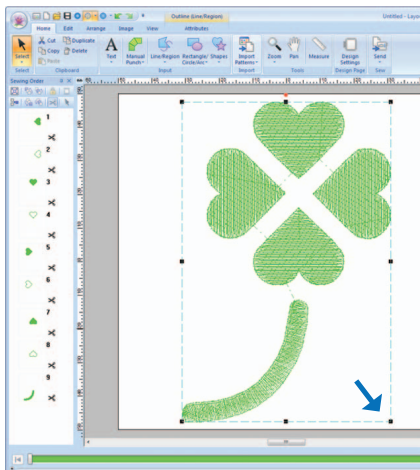 Outline (Line/Region)
Untitled - Layo
Home Edit Arrange Image View Attributes
Select
Cut
Copy
Paste
Duplicate
Delete
Text
Manual Punch
Line/Region
Rectangle/ Circle/Arc
Shapes
Import Patterns
Zoom
Pan
Measure
Design Settings
Send
Select Clipboard Input Import Tools Design Page Sew
Sewing Order
1
2
3
4
5
6
7
8
9